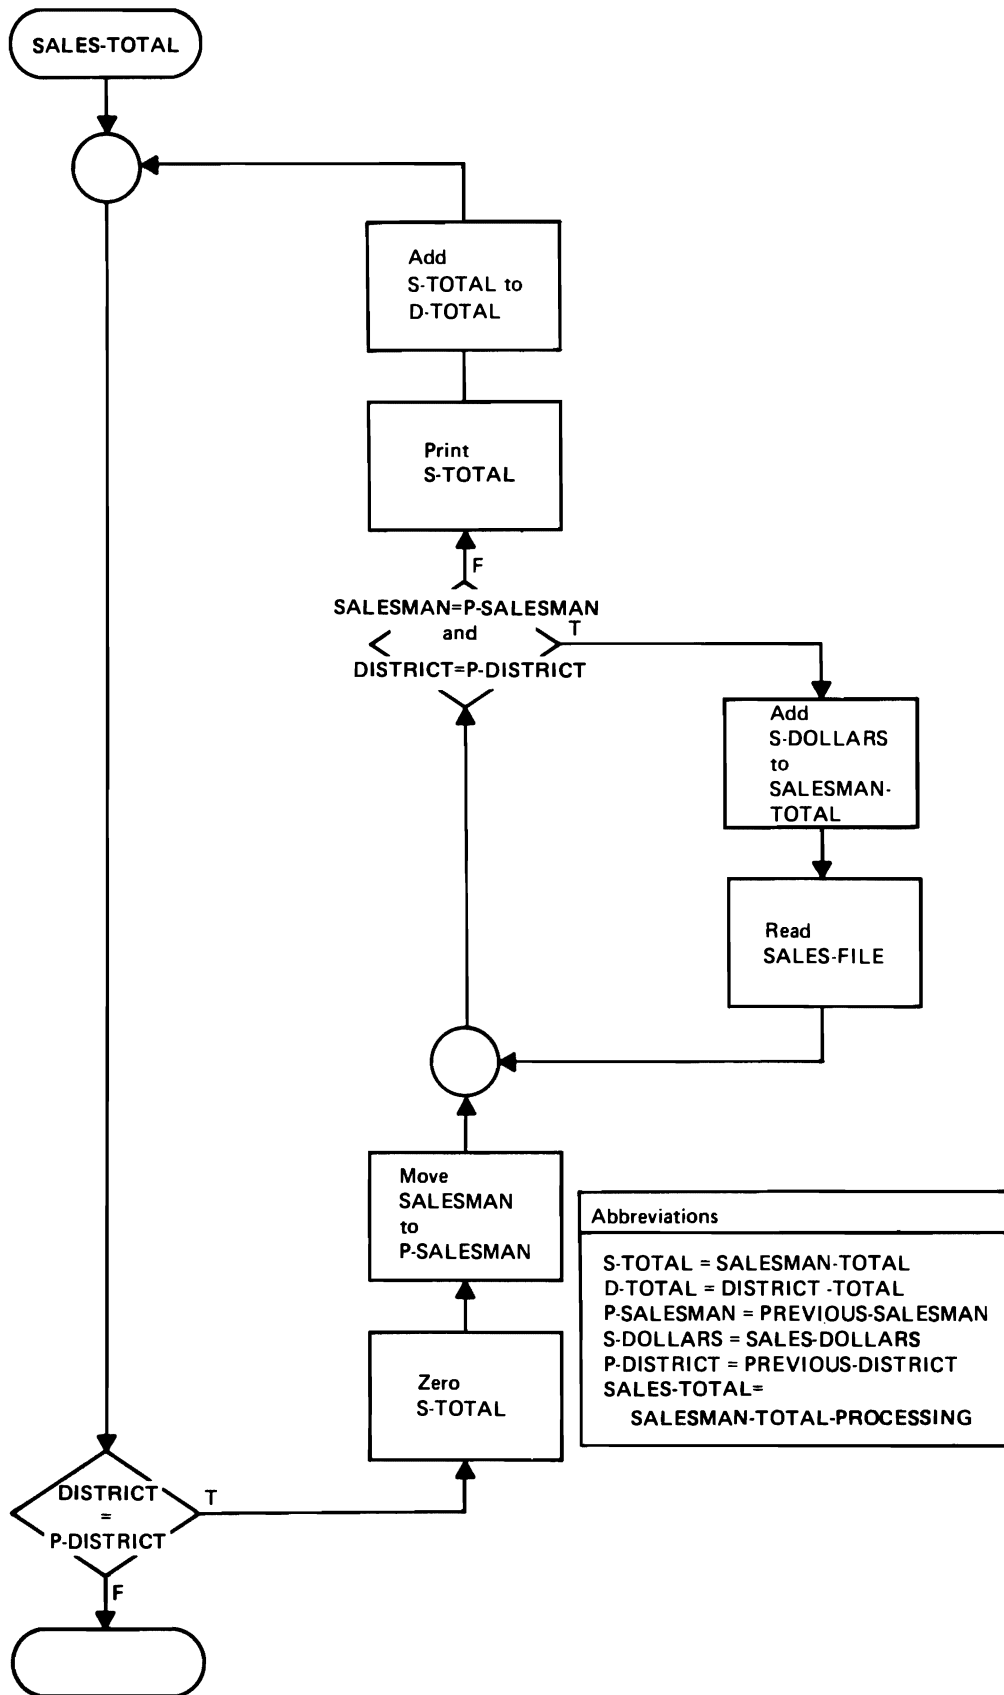 SALES-TOTAL
Add
S-TOTAL to
D-TOTAL
Print
S-TOTAL
F
SALESMAN=P-SALESMAN
and
DISTRICT=P-DISTRICT
T
Add
S-DOLLARS
to
SALESMAN-
TOTAL
Read
SALES-FILE
Move
SALESMAN
to
P-SALESMAN
Zero
S-TOTAL
DISTRICT
=
P-DISTRICT
T
F
Abbreviations
S-TOTAL = SALESMAN-TOTAL
D-TOTAL = DISTRICT -TOTAL
P-SALESMAN = PREVIOUS-SALESMAN
S-DOLLARS = SALES-DOLLARS
P-DISTRICT = PREVIOUS-DISTRICT
SALES-TOTAL=
SALESMAN-TOTAL-PROCESSING